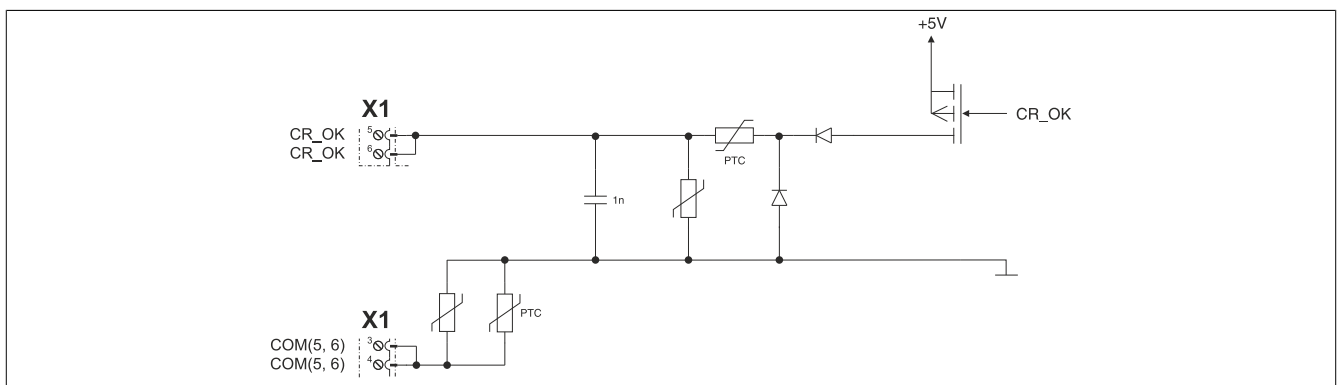 +5V
X1
CR_OK
5
CR_OK
6
CR_OK
PTC
1n
PTC
X1
COM(5, 6)
3
COM(5, 6)
4